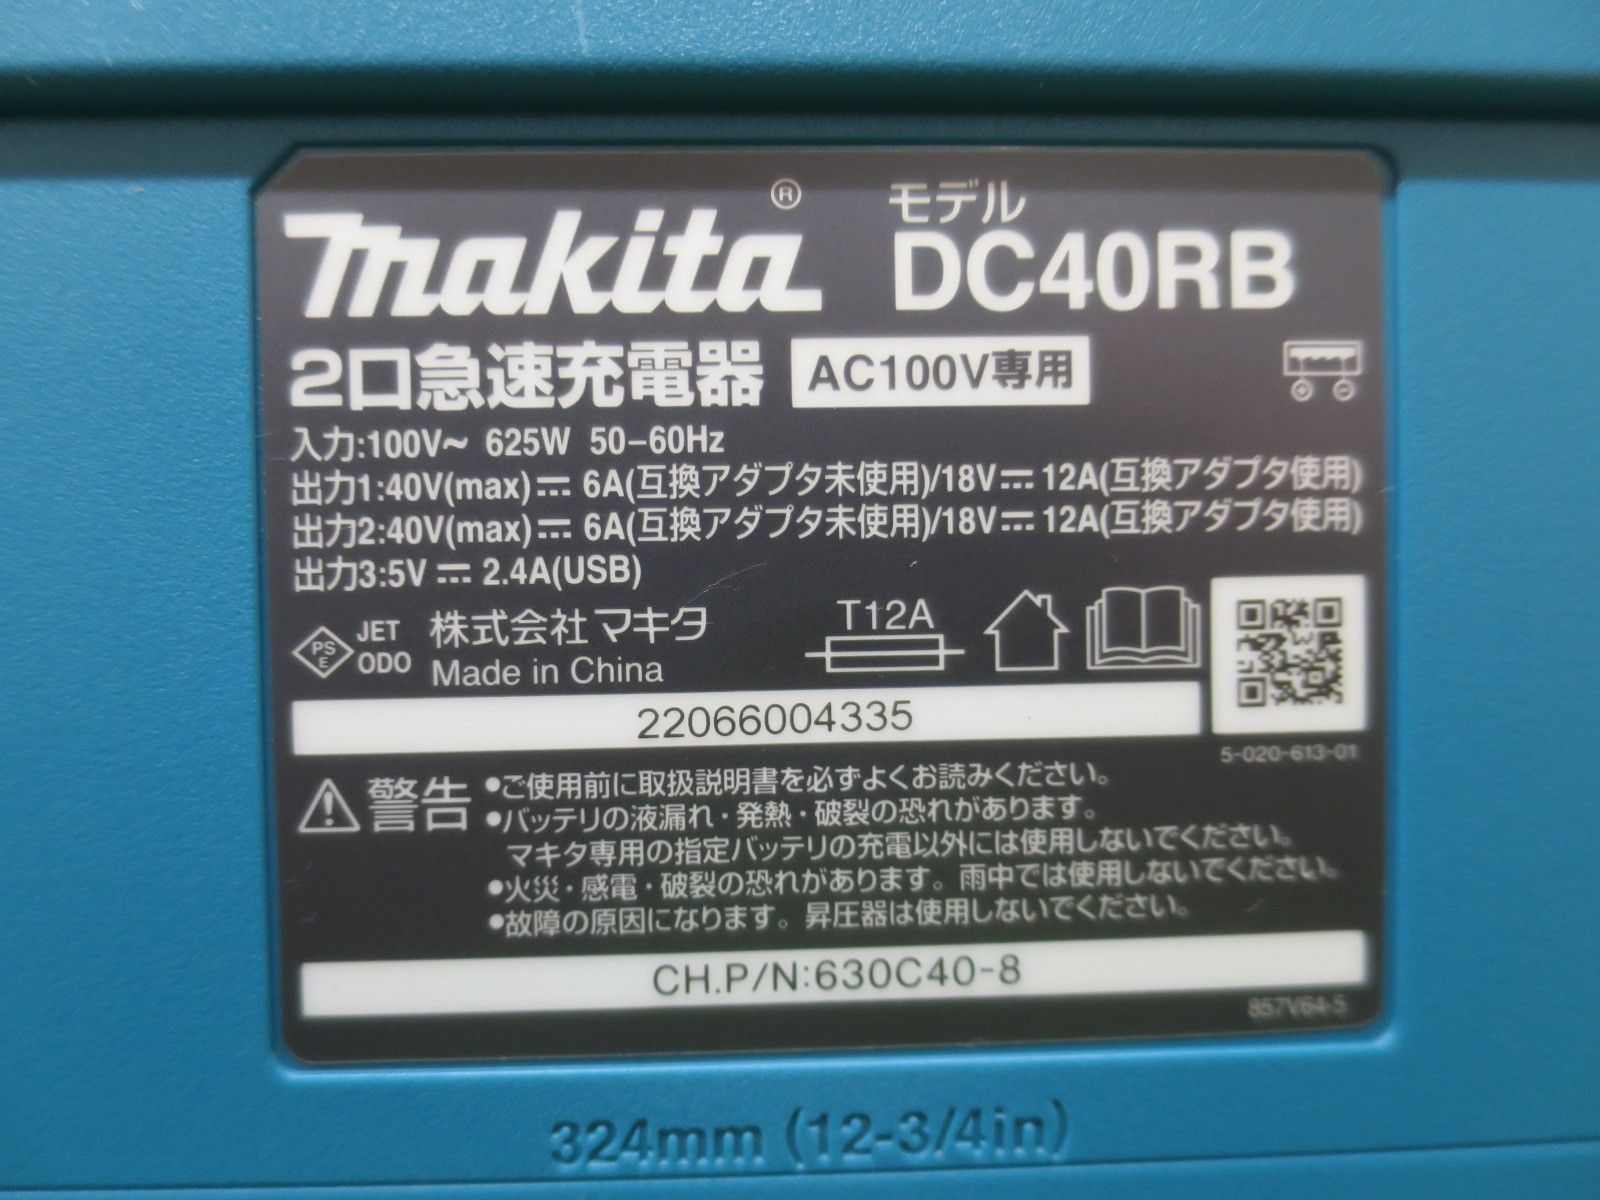 makita®
モデル
DC40RB
2口急速充電器 AC100V専用
入力:100V～ 625W 50-60Hz
出力1:40V(max)⎓ 6A(互換アダプタ未使用)/18V⎓ 12A(互換アダプタ使用)
出力2:40V(max)⎓ 6A(互換アダプタ未使用)/18V⎓ 12A(互換アダプタ使用)
出力3:5V⎓ 2.4A(USB)
PS
E
JET
ODO
株式会社マキタ
Made in China
T12A
22066004335
5-020-613-01
警告
•ご使用前に取扱説明書を必ずよくお読みください。
•バッテリの液漏れ・発熱・破裂の恐れがあります。
マキタ専用の指定バッテリの充電以外には使用しないでください。
•火災・感電・破裂の恐れがあります。雨中では使用しないでください。
•故障の原因になります。昇圧器は使用しないでください。
CH.P/N:630C40-8
857V64-5
324mm (12-3/4in)